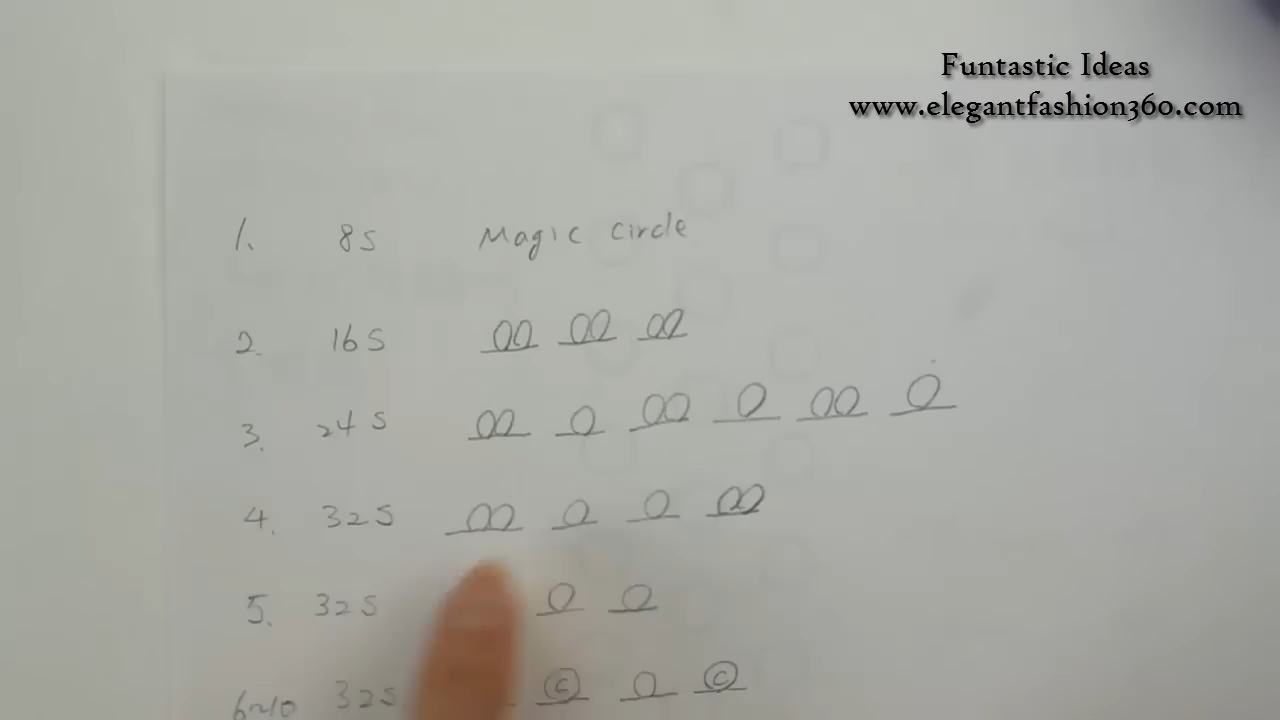 Funtastic Ideas
www.elegantfashion360.com
1. 8S Magic Circle
2. 16S
3. 24S
4. 32S
5. 32S
6~10 32S C C